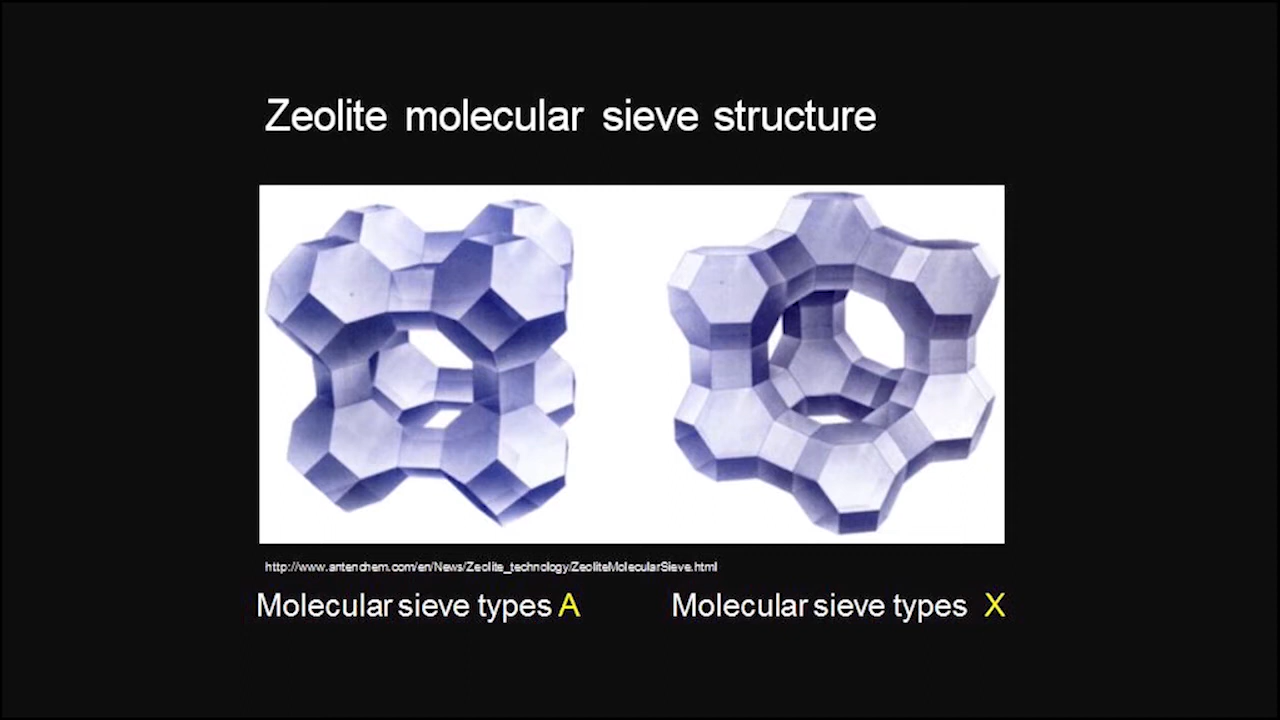 Zeolite molecular sieve structure
http://www.antenchem.com/en/News/Zeolite_technology/ZeoliteMolecularSieve.html
Molecular sieve types A
Molecular sieve types X